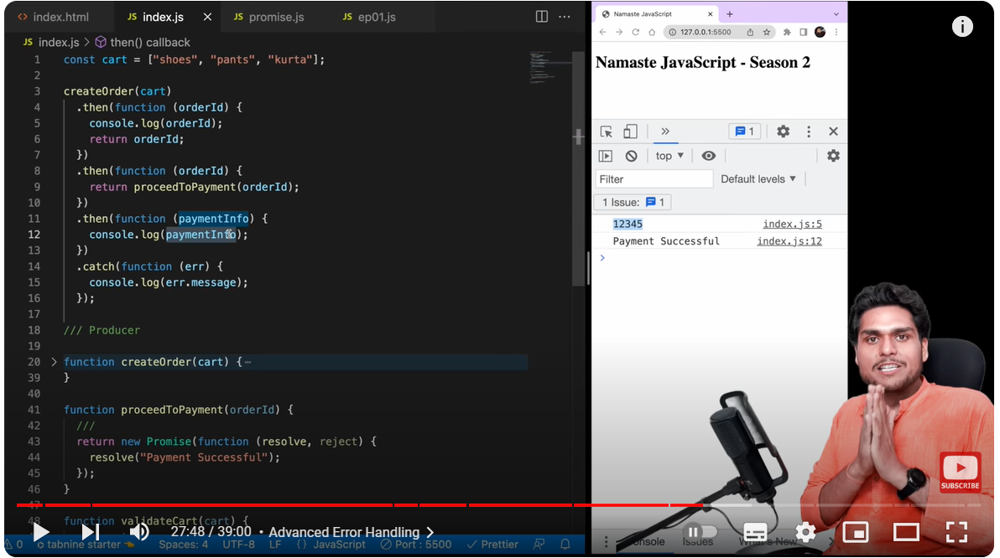 index.html
JS index.js
JS promise.js
JS ep01.js
JS index.js > then() callback
1 const cart = ["shoes", "pants", "kurta"];
2
3 createOrder(cart)
4 .then(function (orderId) {
5 console.log(orderId);
6 return orderId;
7 })
8 .then(function (orderId) {
9 return proceedToPayment(orderId);
10 })
11 .then(function (paymentInfo) {
12 console.log(paymentInfo);
13 })
14 .catch(function (err) {
15 console.log(err.message);
16 });
17
18 /// Producer
19
20 function createOrder(cart) {
39 }
40
41 function proceedToPayment(orderId) {
42 ///
43 return new Promise(function (resolve, reject) {
44 resolve("Payment Successful");
45 });
46 }
47
48 function validateCart(cart) {
27:48 / 39:00 • Advanced Error Handling
0 tabnine starter Spaces: 4 UTF-8 LF {} JavaScript Port : 5500 Prettier
Namaste JavaScript
127.0.0.1:5500
Namaste JavaScript - Season 2
1
top
Filter
Default levels
1 Issue: 1
12345 index.js:5
Payment Successful index.js:12
SUBSCRIBE
Issues What's New